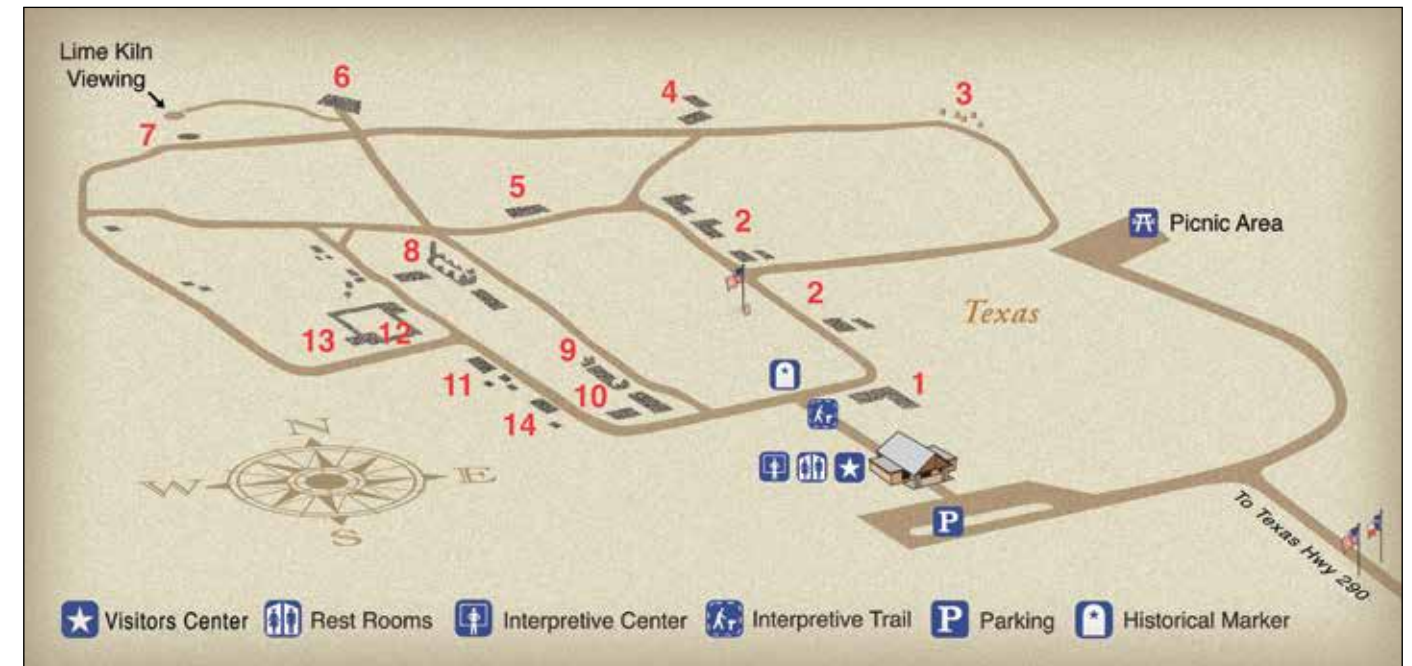 Lime Kiln
Viewing
6
4
3
7
5
2
Picnic Area
8
2
Texas
13
12
9
1
11
10
14
N
W
E
S
P
To Texas Hwy 290
Visitors Center
Rest Rooms
Interpretive Center
Interpretive Trail
P
Parking
Historical Marker